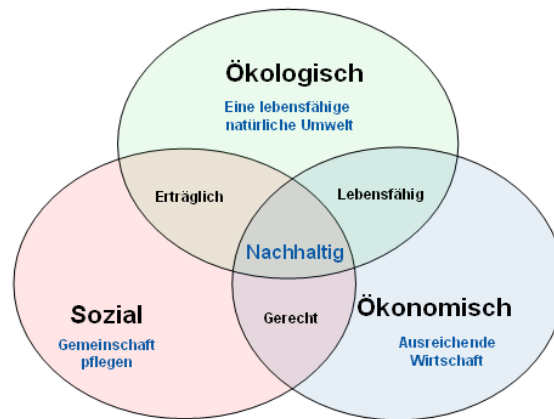 Ökologisch
Eine lebensfähige
natürliche Umwelt
Erträglich
Lebensfähig
Nachhaltig
Sozial
Gemeinschaft
pflegen
Gerecht
Ökonomisch
Ausreichende
Wirtschaft